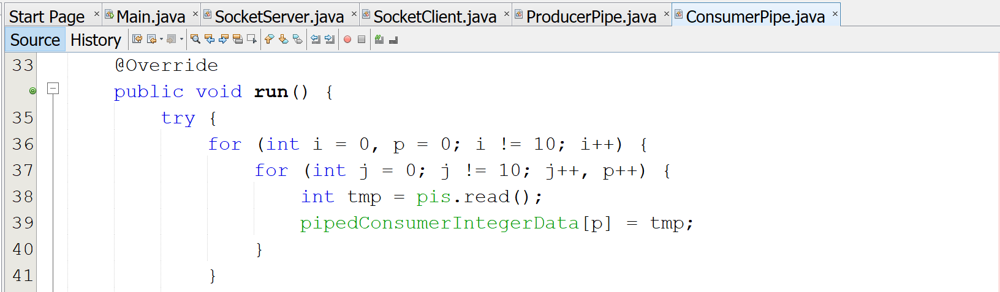 Start Page Main.java SocketServer.java SocketClient.java ProducerPipe.java ConsumerPipe.java
Source History
33 @Override
public void run() {
35 try {
36 for (int i = 0, p = 0; i != 10; i++) {
37 for (int j = 0; j != 10; j++, p++) {
38 int tmp = pis.read();
39 pipedConsumerIntegerData[p] = tmp;
40 }
41 }